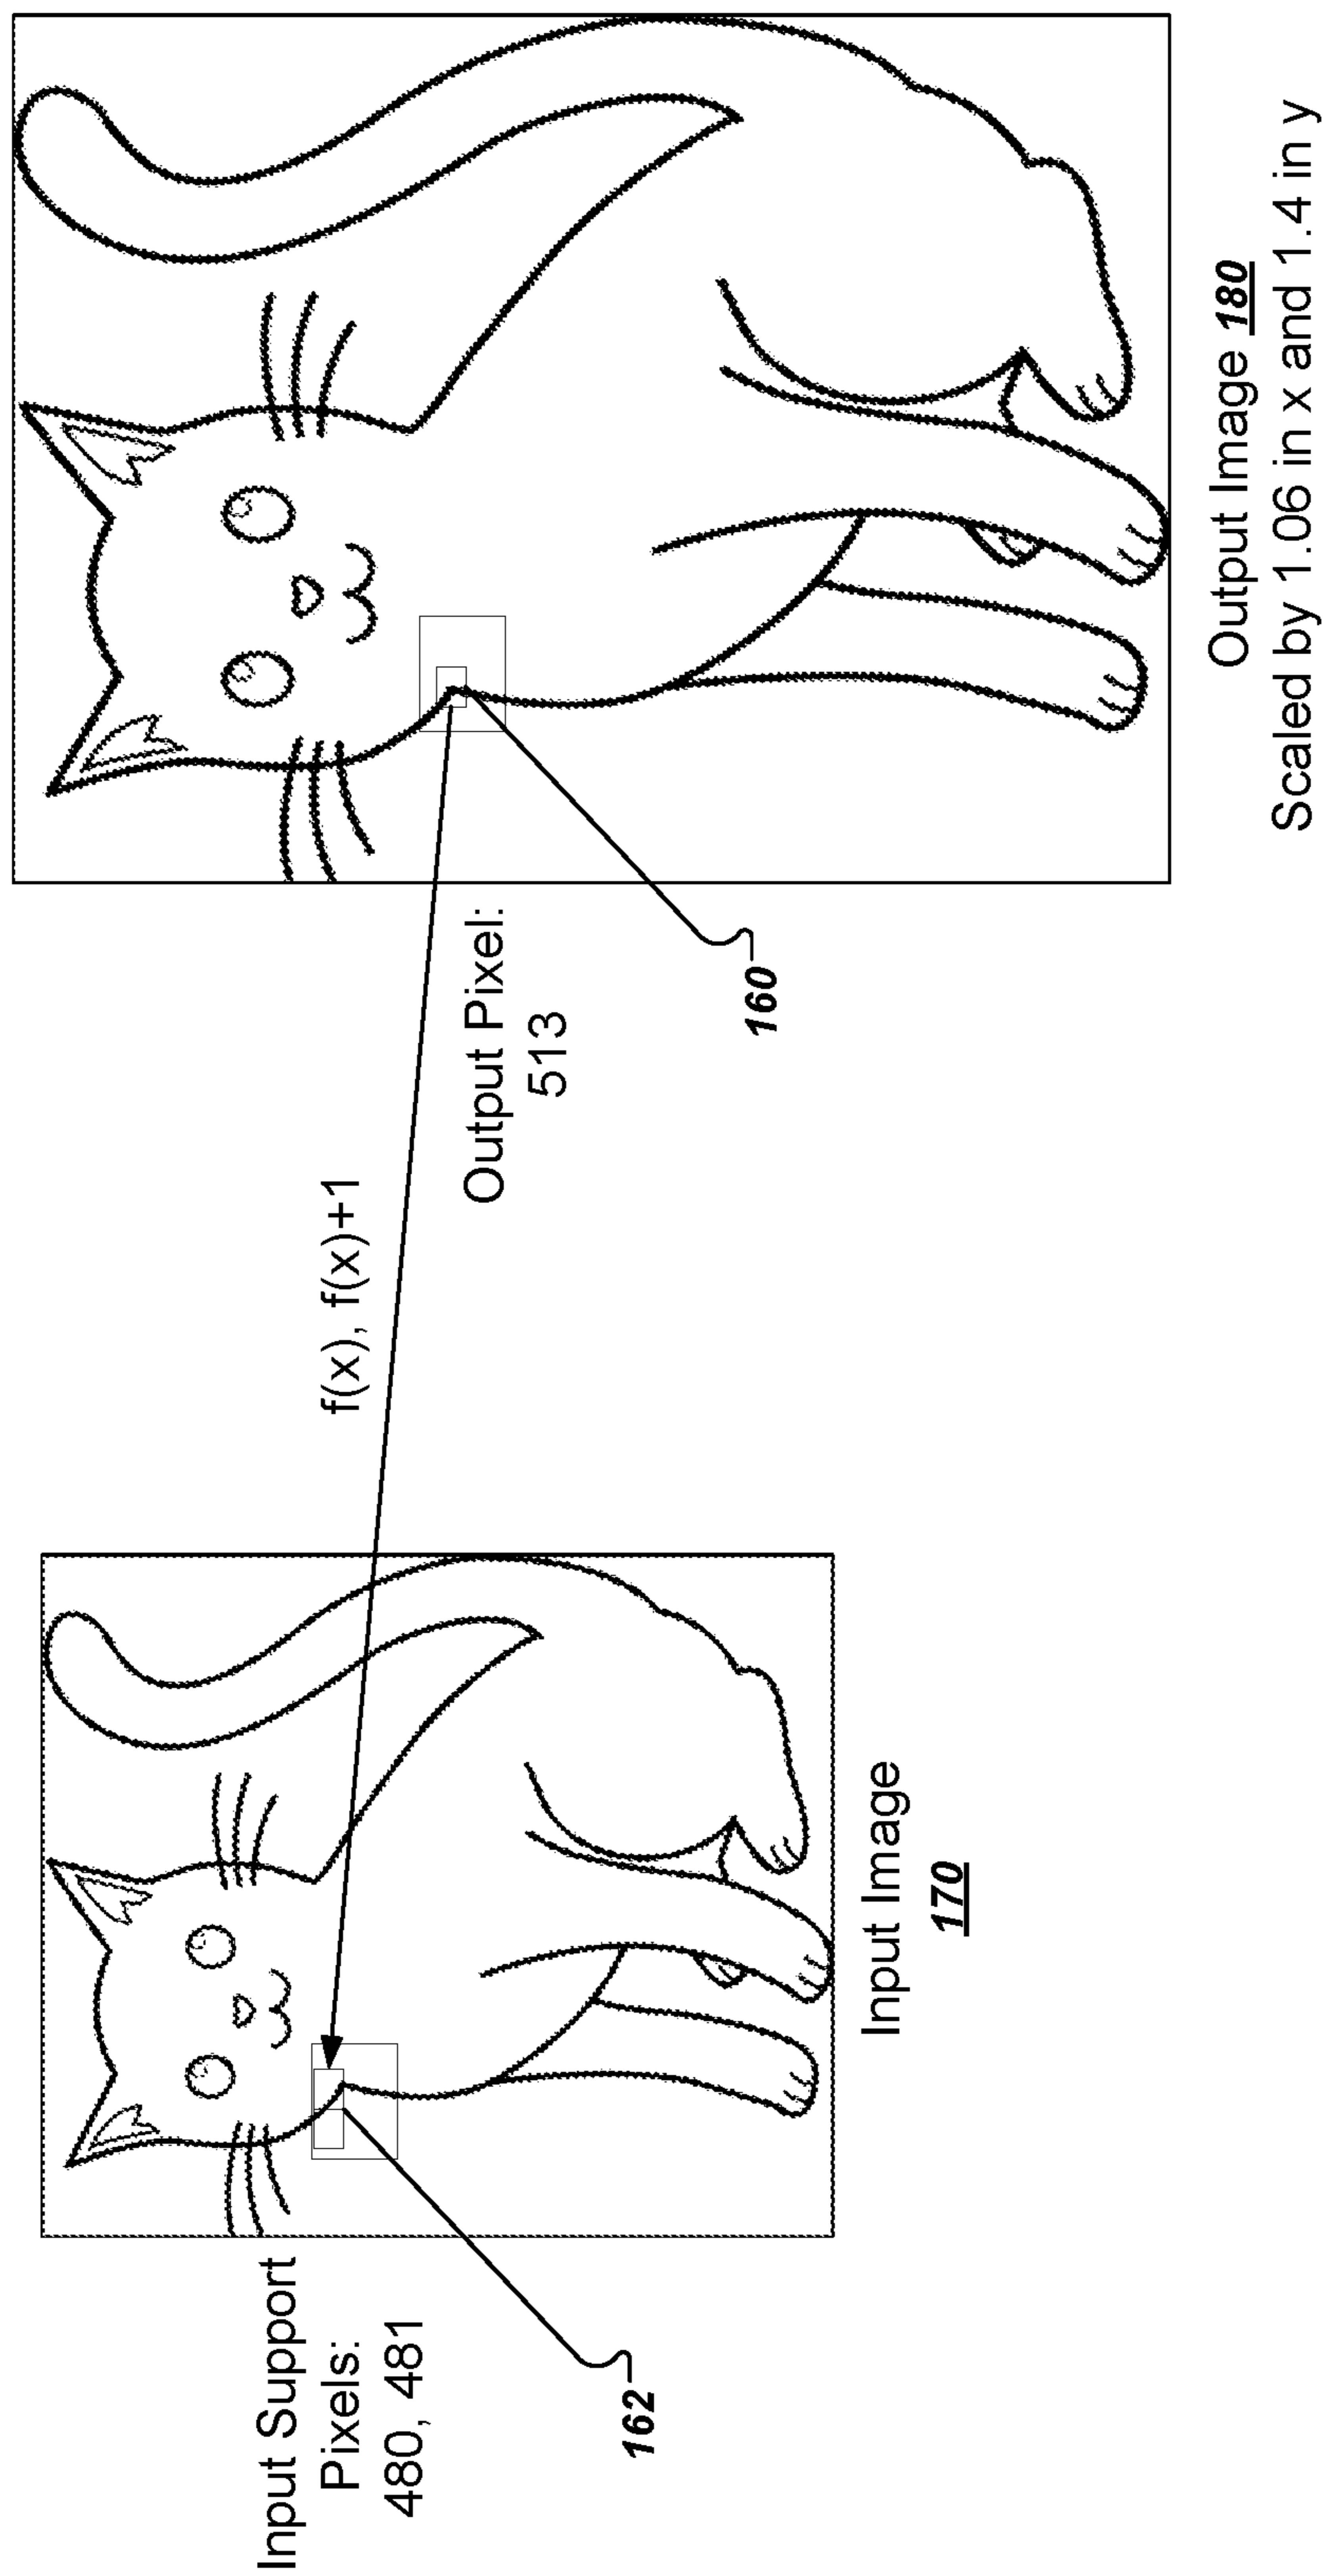 Input Support
Pixels:
480, 481
162
Input Image
170
f(x), f(x)+1
Output Pixel:
513
160
Output Image 180
Scaled by 1.06 in x and 1.4 in y